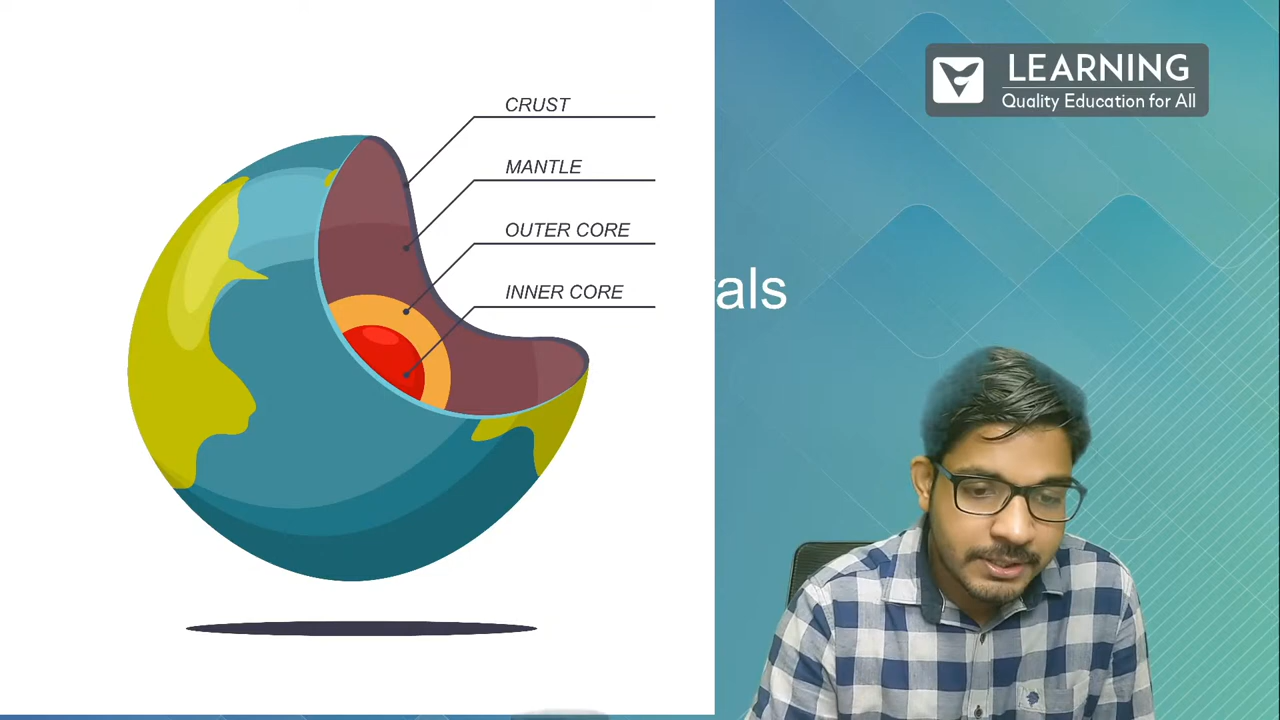 CRUST
MANTLE
OUTER CORE
INNER CORE
als
LEARNING
Quality Education for All